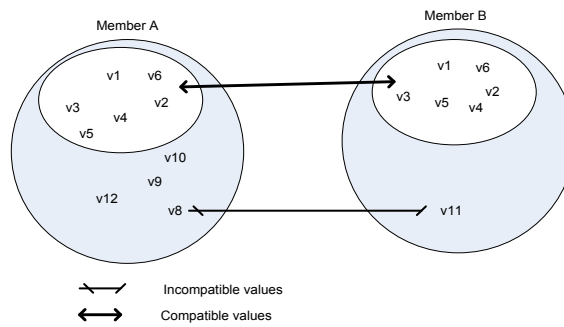 Member A
Member B
v1 v6
v3 v4 v2
v5
v10
v9
v12
v8
v1 v6
v3 v5 v4 v2
v11
Incompatible values
Compatible values